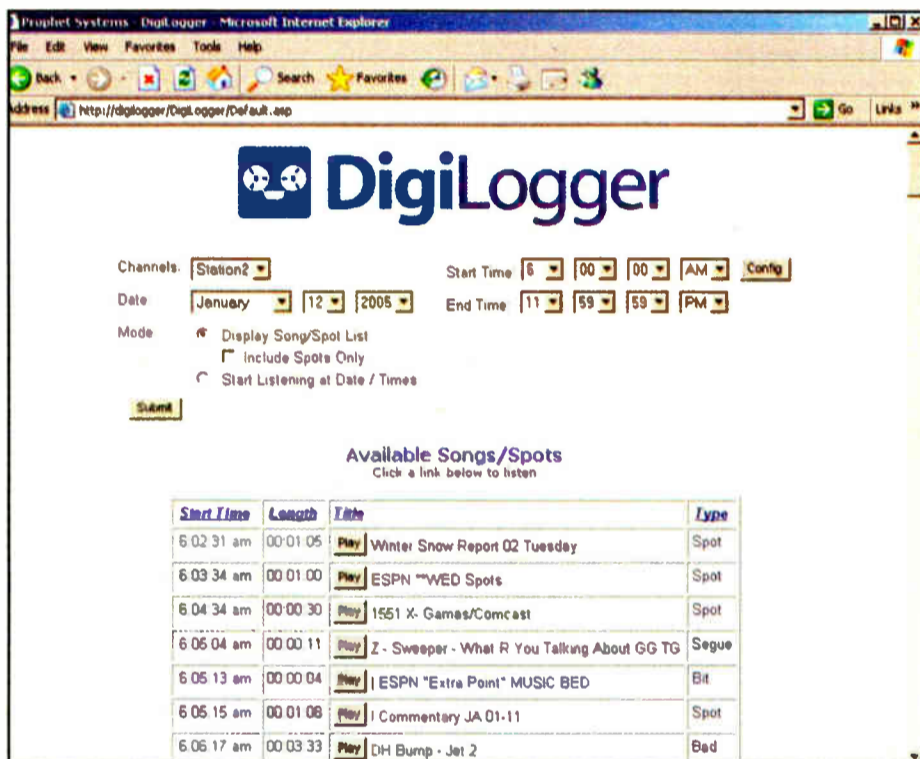 Prophet Systems - DigiLogger - Microsoft Internet Explorer
File Edit View Favorites Tools Help
Back Search Favorites
Address http://digilogger/DigiLogger/Default.asp Go Links »
DigiLogger
Channels: Station2 Start Time 6 00 00 AM Config
Date January 12 2005 End Time 11 59 59 PM
Mode Display Song/Spot List
Include Spots Only
Start Listening at Date / Times
Submit
Available Songs/Spots
Click a link below to listen
Start Time Length Title Type
6:02:31 am 00:01:05 Play Winter Snow Report 02 Tuesday Spot
6:03:34 am 00:01:00 Play ESPN **WED Spots Spot
6:04:34 am 00:00:30 Play 1551 X- Games/Comcast Spot
6:05:04 am 00:00:11 Play Z - Sweeper - What R You Talking About GG TG Segue
6:05:13 am 00:00:04 Play | ESPN "Extra Point" MUSIC BED Bit
6:05:15 am 00:01:08 Play | Commentary JA 01-11 Spot
6:06:17 am 00:03:33 Play DH Bump - Jet 2 Bed